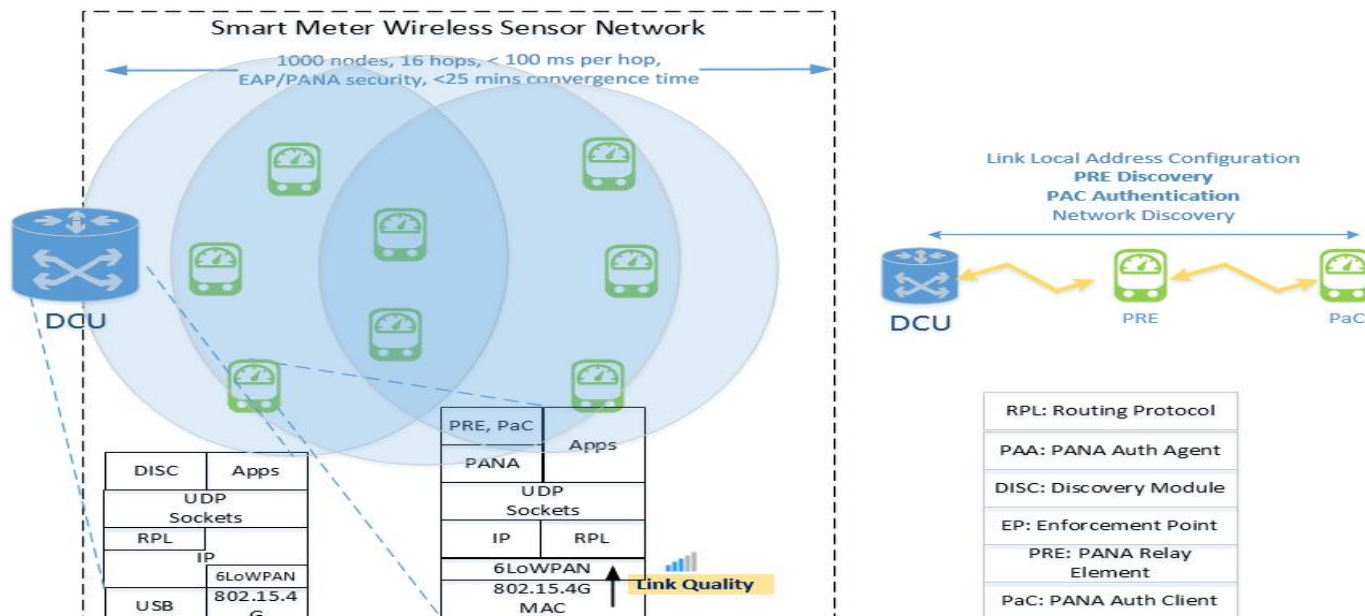 Smart Meter Wireless Sensor Network
1000 nodes, 16 hops, < 100 ms per hop,
EAP/PANA security, <25 mins convergence time
DCU
Link Local Address Configuration
PRE Discovery
PAC Authentication
Network Discovery
DCU
PRE
PaC
DISC
Apps
UDP
Sockets
RPL
IP
6LoWPAN
USB
802.15.4
G
PRE, PaC
Apps
PANA
UDP
Sockets
IP
RPL
6LoWPAN
802.15.4G
MAC
Link Quality
RPL: Routing Protocol
PAA: PANA Auth Agent
DISC: Discovery Module
EP: Enforcement Point
PRE: PANA Relay
Element
PaC: PANA Auth Client